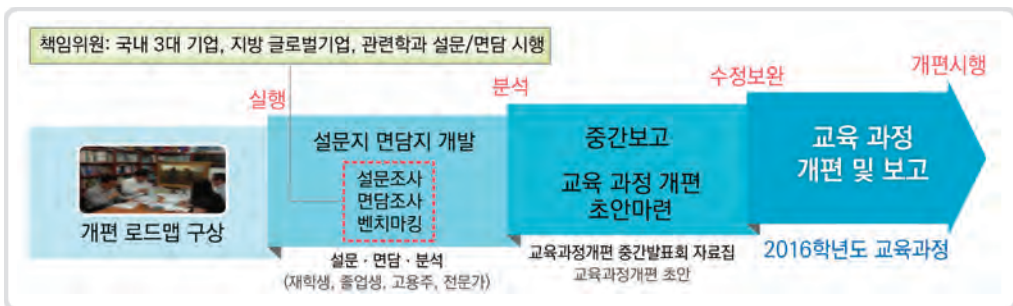 책임위원: 국내 3대 기업, 지방 글로벌기업, 관련학과 설문/면담 시행
실행
분석
수정보완
개편시행
개편 로드맵 구상
설문지 면담지 개발
설문조사
면담조사
벤치마킹
설문 · 면담 · 분석
(재학생, 졸업생, 고용주, 전문가)
중간보고
교육 과정 개편
초안마련
교육과정개편 중간발표회 자료집
교육과정개편 초안
교육 과정
개편 및 보고
2016학년도 교육과정